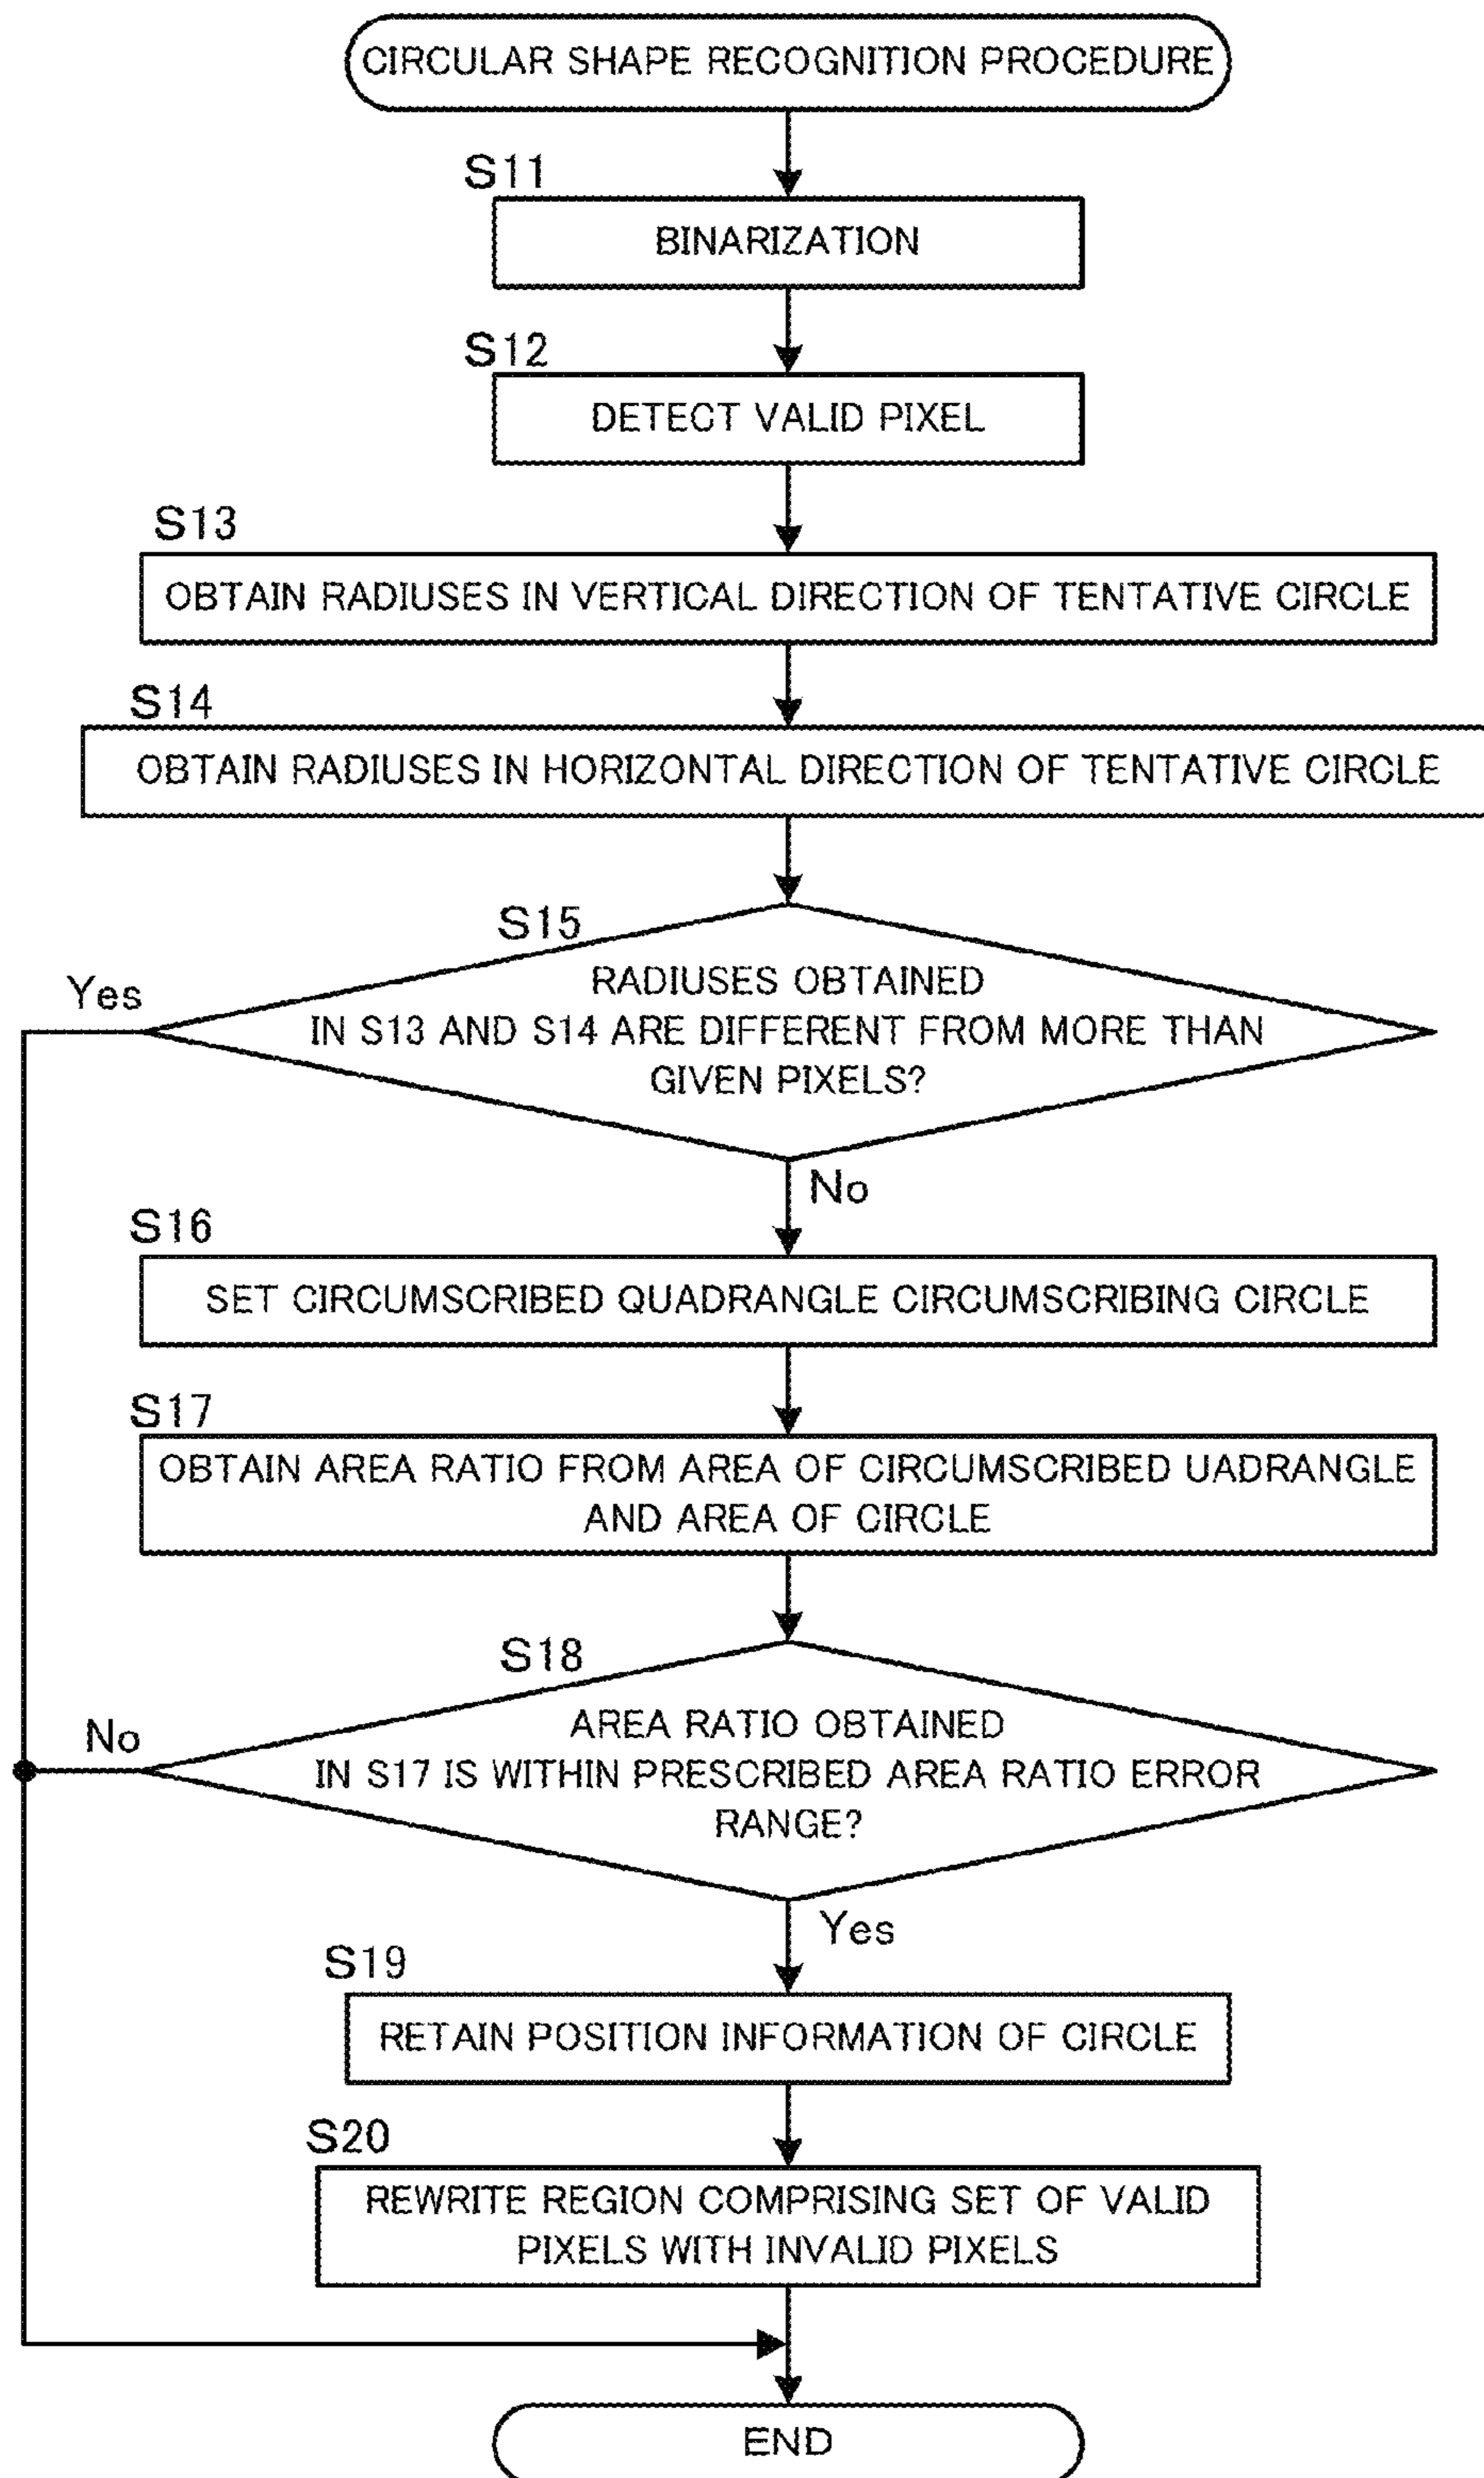 CIRCULAR SHAPE RECOGNITION PROCEDURE
S11
BINARIZATION
S12
DETECT VALID PIXEL
S13
OBTAIN RADIUSES IN VERTICAL DIRECTION OF TENTATIVE CIRCLE
S14
OBTAIN RADIUSES IN HORIZONTAL DIRECTION OF TENTATIVE CIRCLE
S15
Yes
RADIUSES OBTAINED
IN S13 AND S14 ARE DIFFERENT FROM MORE THAN
GIVEN PIXELS?
No
S16
SET CIRCUMSCRIBED QUADRANGLE CIRCUMSCRIBING CIRCLE
S17
OBTAIN AREA RATIO FROM AREA OF CIRCUMSCRIBED UADRANGLE
AND AREA OF CIRCLE
S18
No
AREA RATIO OBTAINED
IN S17 IS WITHIN PRESCRIBED AREA RATIO ERROR
RANGE?
Yes
S19
RETAIN POSITION INFORMATION OF CIRCLE
S20
REWRITE REGION COMPRISING SET OF VALID
PIXELS WITH INVALID PIXELS
END